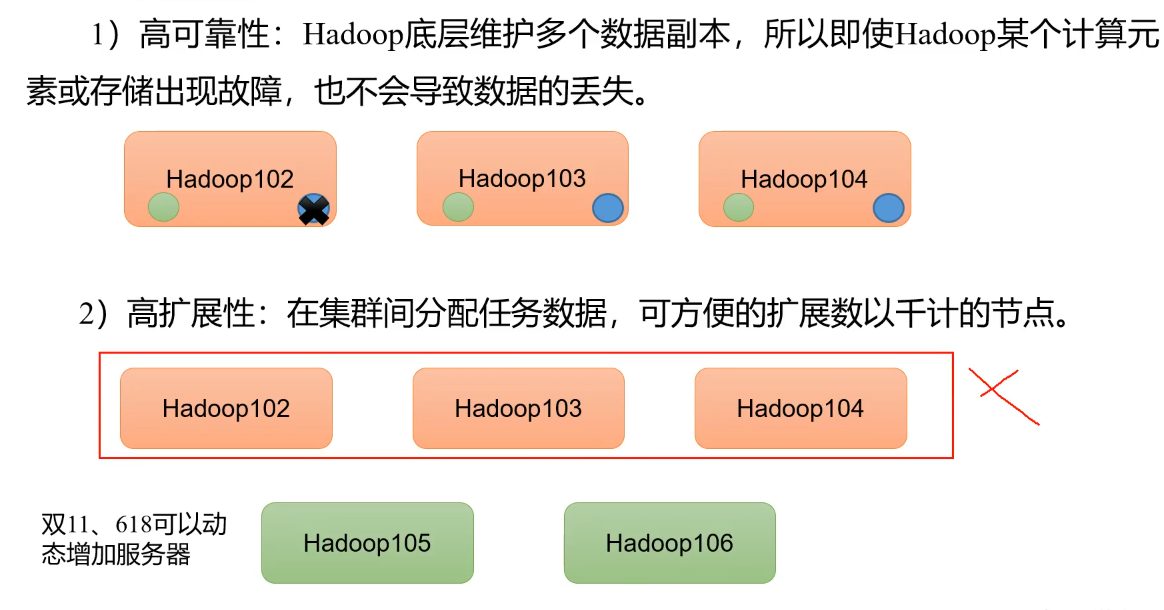 1）高可靠性：Hadoop底层维护多个数据副本，所以即使Hadoop某个计算元
素或存储出现故障，也不会导致数据的丢失。
Hadoop102
Hadoop103
Hadoop104
2）高扩展性：在集群间分配任务数据，可方便的扩展数以千计的节点。
Hadoop102
Hadoop103
Hadoop104
双11、618可以动
态增加服务器
Hadoop105
Hadoop106